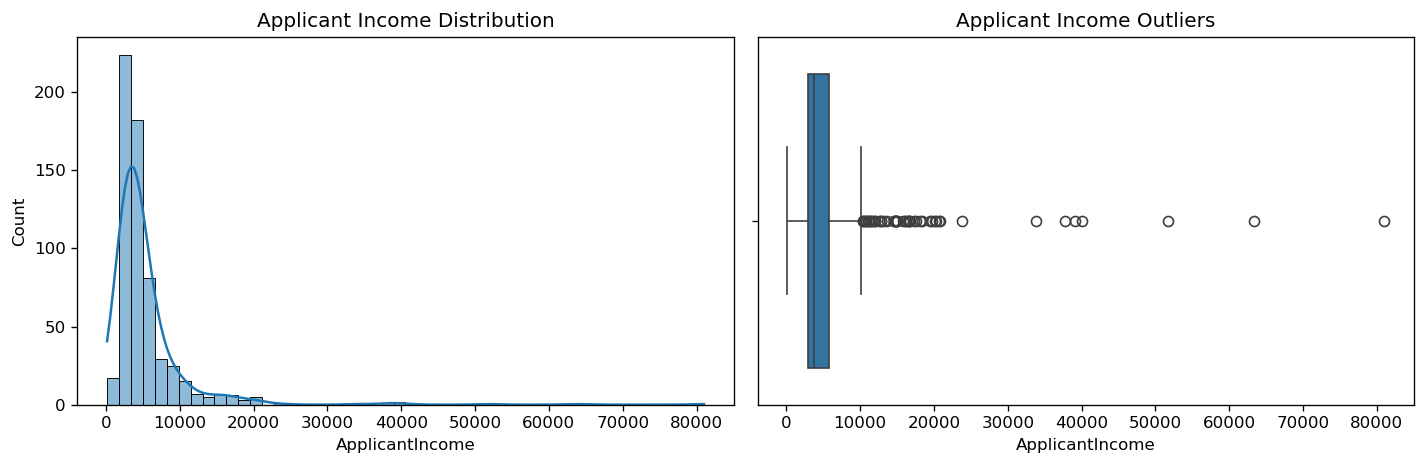 Applicant Income Distribution
Count
200
150
100
50
0
0 10000 20000 30000 40000 50000 60000 70000 80000
ApplicantIncome
Applicant Income Outliers
0 10000 20000 30000 40000 50000 60000 70000 80000
ApplicantIncome